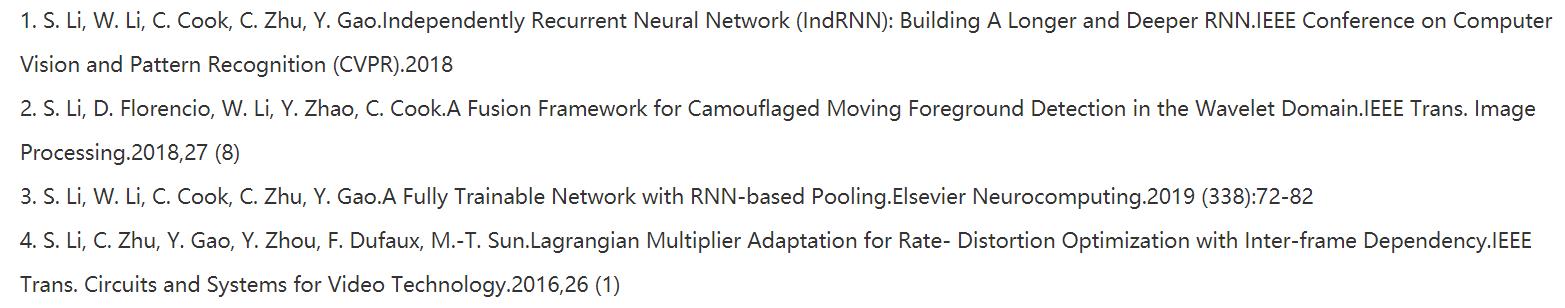 1. S. Li, W. Li, C. Cook, C. Zhu, Y. Gao.Independently Recurrent Neural Network (IndRNN): Building A Longer and Deeper RNN.IEEE Conference on Computer
Vision and Pattern Recognition (CVPR).2018
2. S. Li, D. Florencio, W. Li, Y. Zhao, C. Cook.A Fusion Framework for Camouflaged Moving Foreground Detection in the Wavelet Domain.IEEE Trans. Image
Processing.2018,27 (8)
3. S. Li, W. Li, C. Cook, C. Zhu, Y. Gao.A Fully Trainable Network with RNN-based Pooling.Elsevier Neurocomputing.2019 (338):72-82
4. S. Li, C. Zhu, Y. Gao, Y. Zhou, F. Dufaux, M.-T. Sun.Lagrangian Multiplier Adaptation for Rate- Distortion Optimization with Inter-frame Dependency.IEEE
Trans. Circuits and Systems for Video Technology.2016,26 (1)